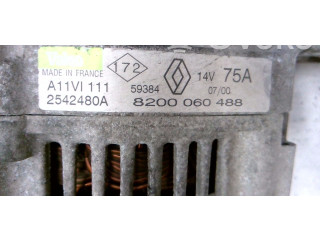 MADE IN FRANCE 172 14V 75A
A11VI 111 59384 07/00
2542480A 8200 060 488